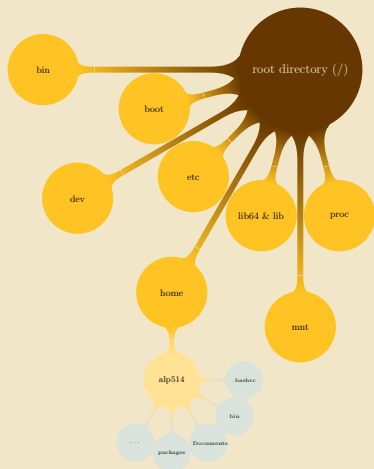 root directory (/)
bin
boot
etc
dev
lib64 & lib
proc
home
mnt
alp514
.bashrc
bin
Documents
packages
. . .